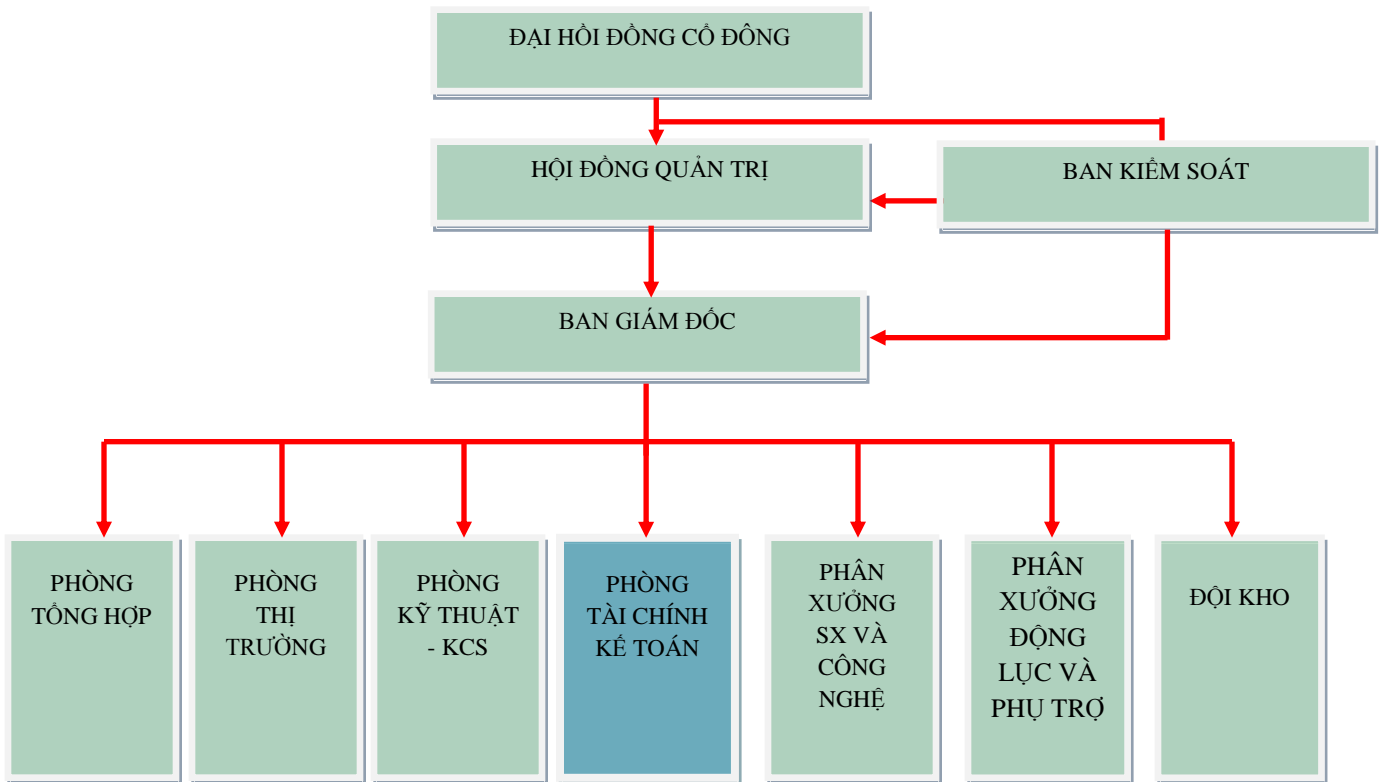 ĐẠI HỒI ĐỒNG CỔ ĐÔNG
HỘI ĐỒNG QUẢN TRỊ
BAN KIỂM SOÁT
BAN GIÁM ĐỐC
PHÒNG
TỔNG HỢP
PHÒNG
THỊ
TRƯỜNG
PHÒNG
KỸ THUẬT
- KCS
PHÒNG
TÀI CHÍNH
KẾ TOÁN
PHÂN
XƯỞNG
SX VÀ
CÔNG
NGHỆ
PHÂN
XƯỞNG
ĐỘNG
LỤC VÀ
PHỤ TRỢ
ĐỘI KHO